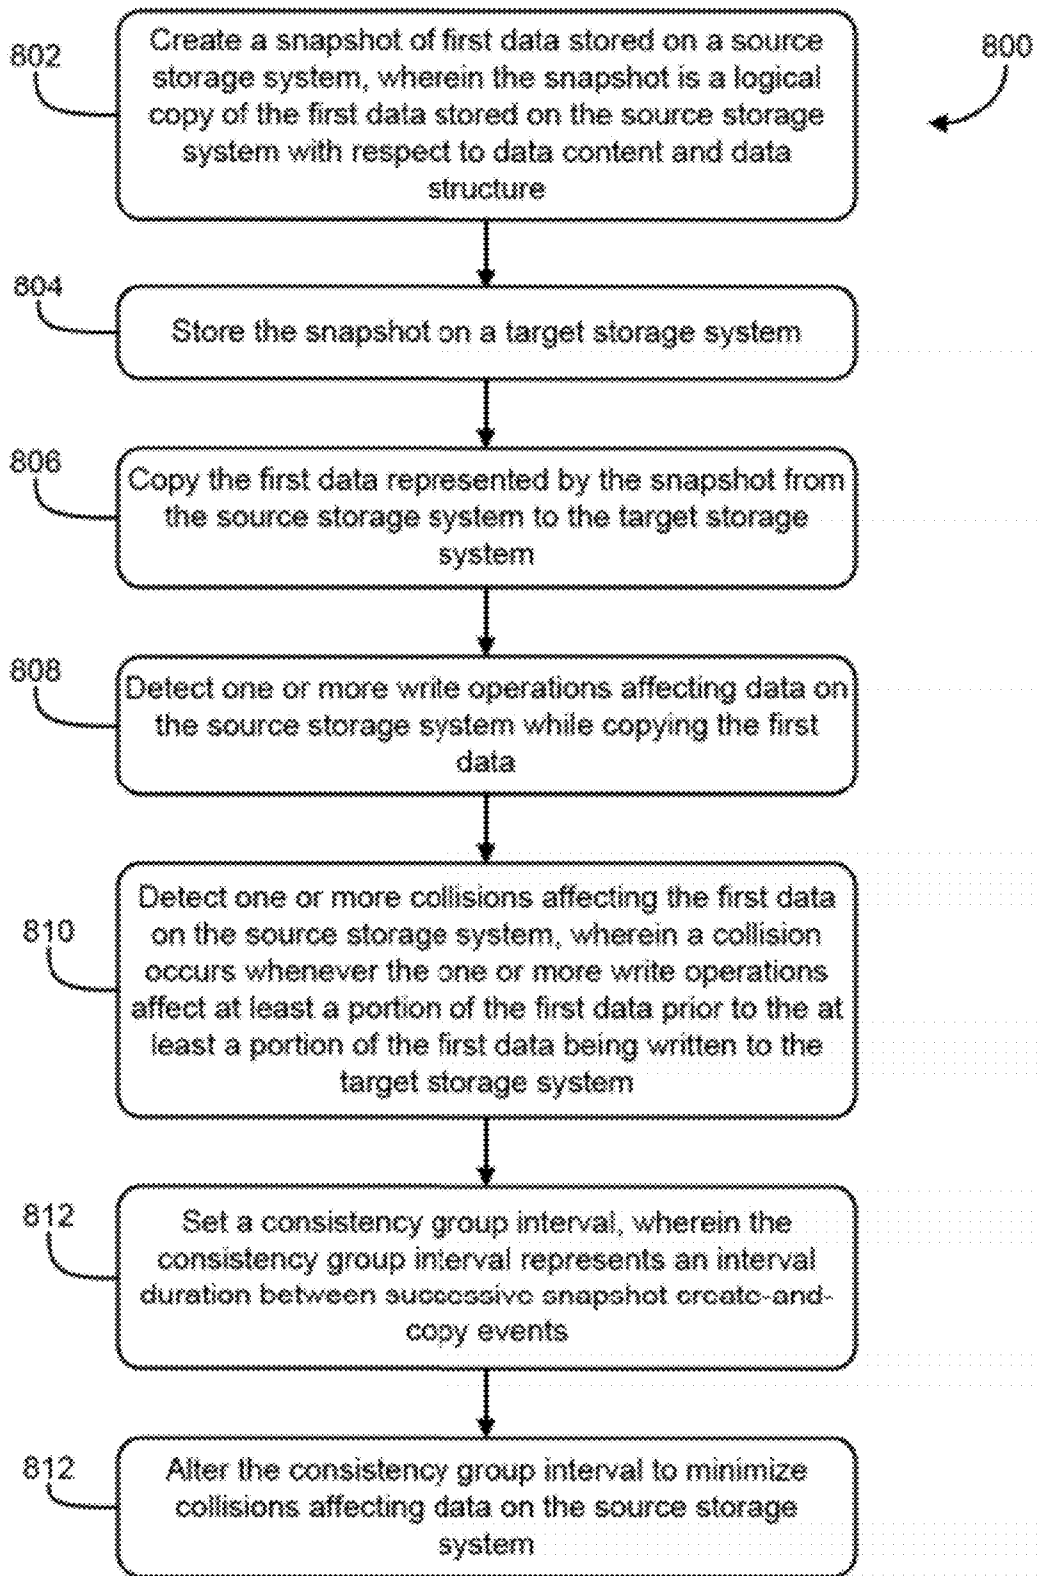 800
802
Create a snapshot of first data stored on a source
storage system, wherein the snapshot is a logical
copy of the first data stored on the source storage
system with respect to data content and data
structure
804
Store the snapshot on a target storage system
806
Copy the first data represented by the snapshot from
the source storage system to the target storage
system
808
Detect one or more write operations affecting data on
the source storage system while copying the first
data
810
Detect one or more collisions affecting the first data
on the source storage system, wherein a collision
occurs whenever the one or more write operations
affect at least a portion of the first data prior to the at
least a portion of the first data being written to the
target storage system
812
Set a consistency group interval, wherein the
consistency group interval represents an interval
duration between successive snapshot create-and-
copy events
812
Alter the consistency group interval to minimize
collisions affecting data on the source storage
system